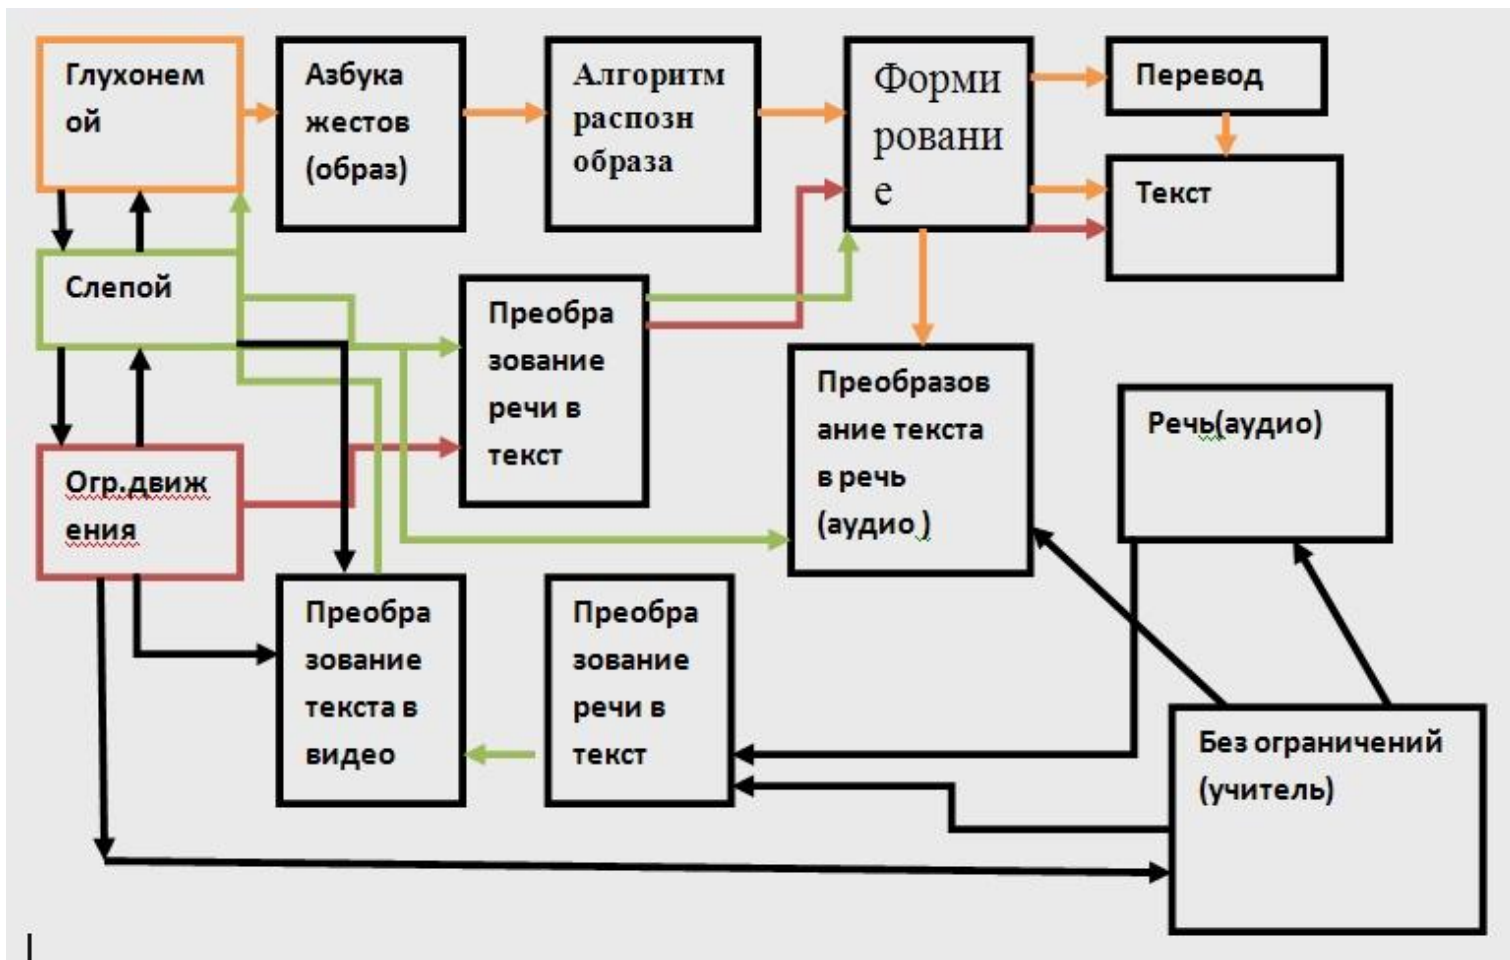 Глухонем
ой
Азбука
жестов
(образ)
Алгоритм
распозн
образа
Форми
ровани
е
Перевод
Текст
Слепой
Преобра
зование
речи в
текст
Преобразов
ание текста
в речь
(аудио )
Речь(аудио)
Огр.движ
ения
Преобра
зование
текста в
видео
Преобра
зование
речи в
текст
Без ограничений
(учитель)